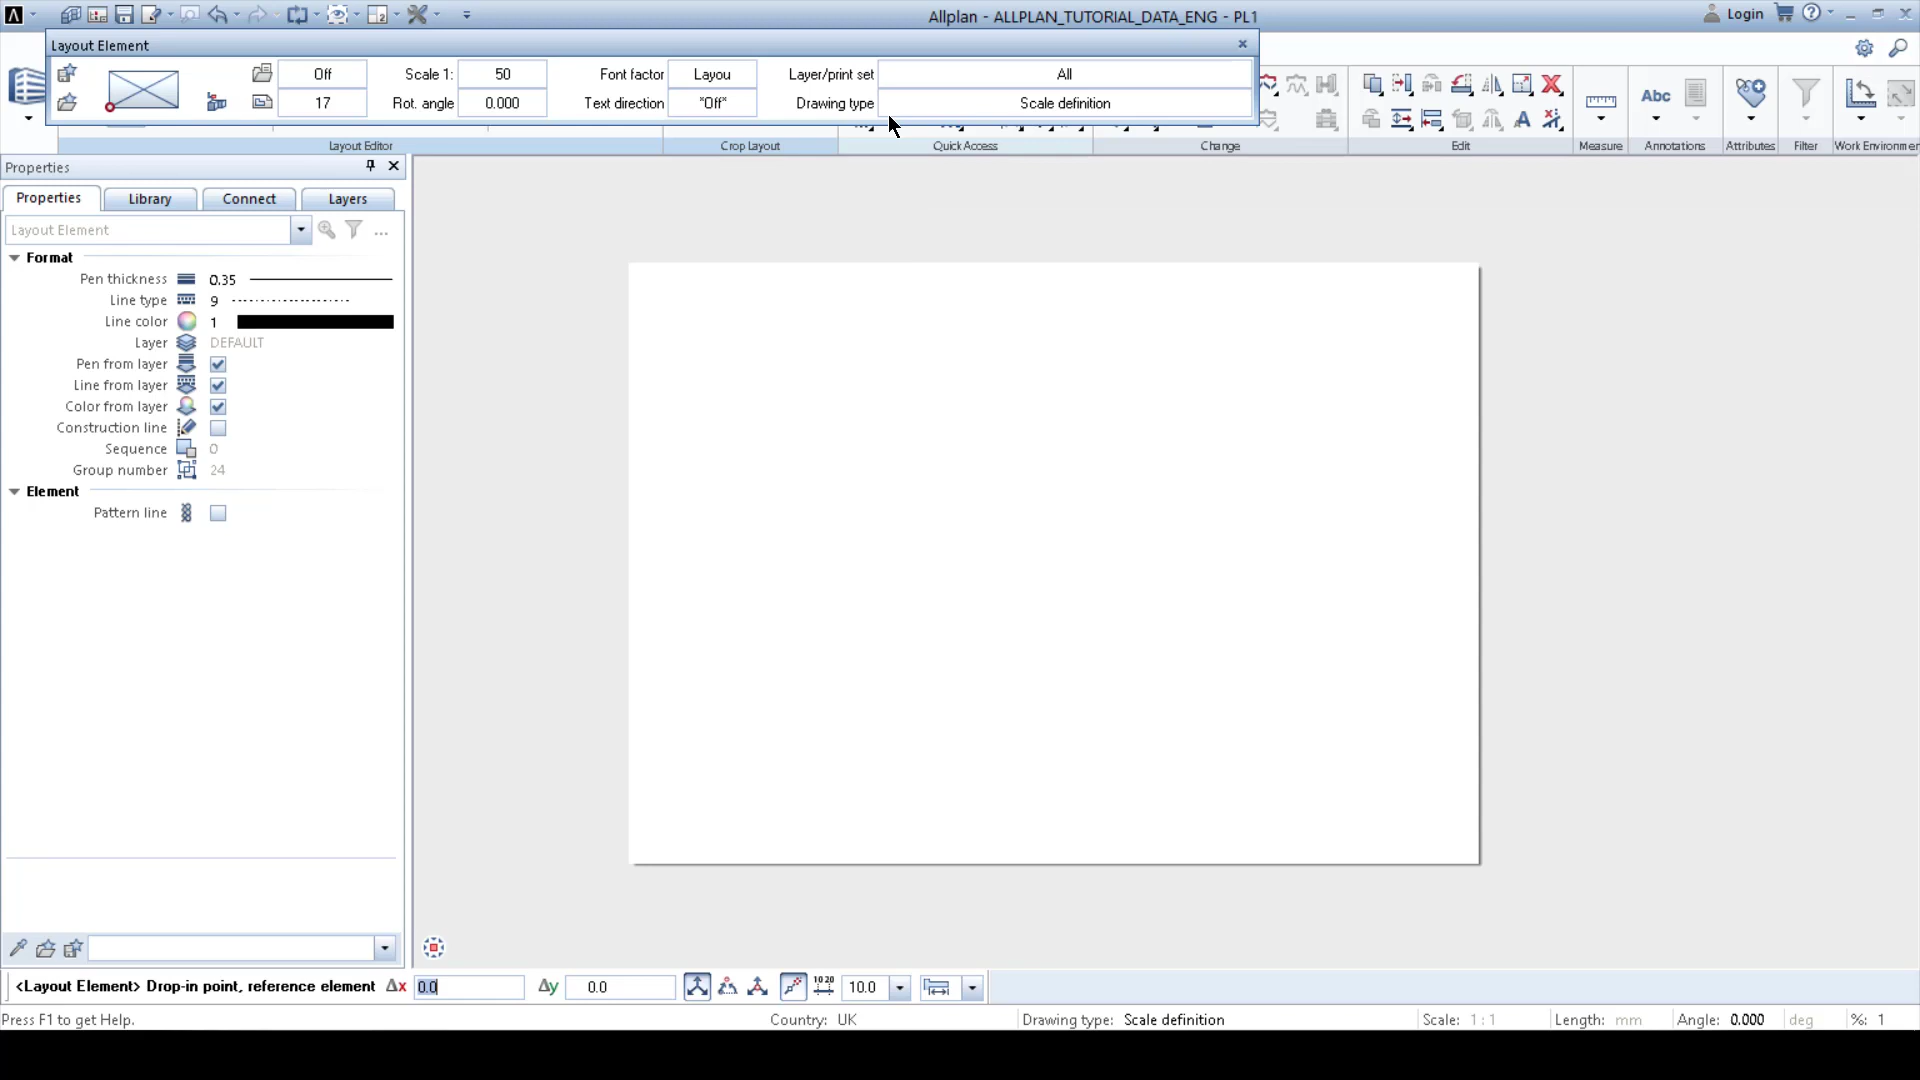 Allplan - ALLPLAN_TUTORIAL_DATA_ENG - PL1
Login
Layout Element
Off
Scale 1:
50
Font factor
Layou
Layer/print set
All
17
Rot. angle
0.000
Text direction
"Off"
Drawing type
Scale definition
Abc
Layout Editor
Crop Layout
Quick Access
Change
Edit
Measure
Annotations
Attributes
Filter
Work Environmer
Properties
Properties
Library
Connect
Layers
Layout Element
...
Format
Pen thickness
0.35
Line type
9
Line color
1
Layer
DEFAULT
Pen from layer
Line from layer
Color from layer
Construction line
Sequence
0
Group number
24
Element
Pattern line
<Layout Element> Drop-in point, reference element
Δx
0.0
Δy
0.0
10 20
10.0
Press F1 to get Help.
Country:
UK
Drawing type:
Scale definition
Scale:
1 : 1
Length:
mm
Angle:
0.000
deg
%:
1